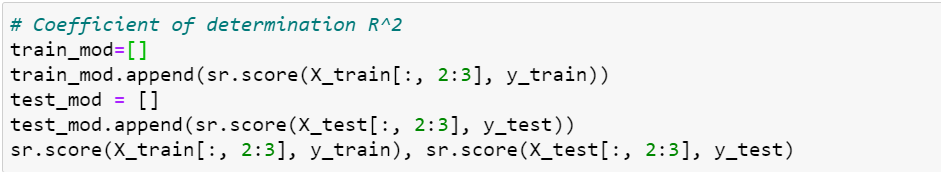 # Coefficient of determination R^2
train_mod=[]
train_mod.append(sr.score(X_train[:, 2:3], y_train))
test_mod = []
test_mod.append(sr.score(X_test[:, 2:3], y_test))
sr.score(X_train[:, 2:3], y_train), sr.score(X_test[:, 2:3], y_test)